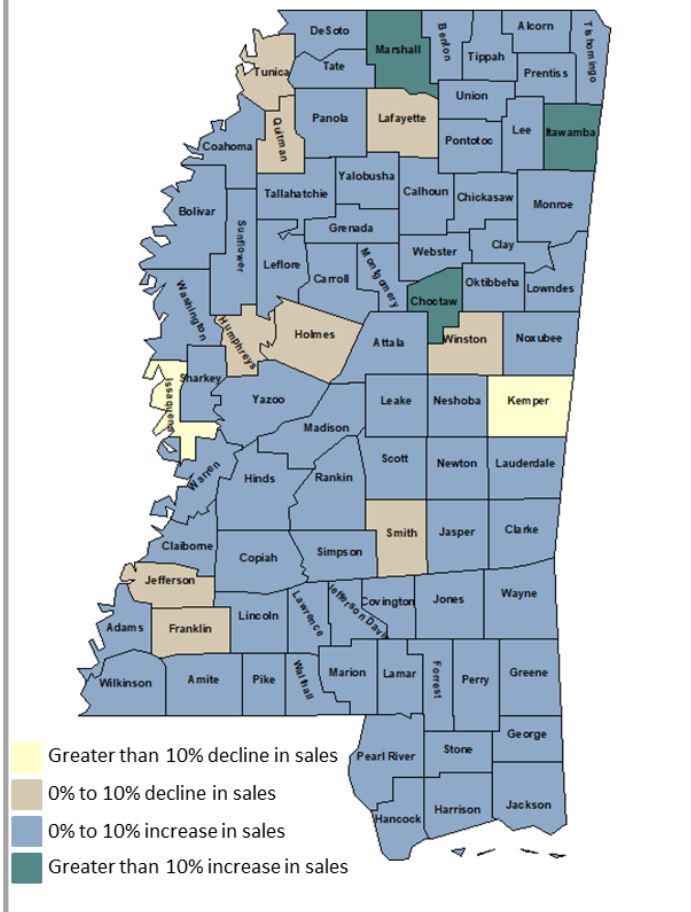 DeSoto
Marshall
Benton
Alcorn
Tishomingo
Tippah
Tunica
Tate
Prentiss
Union
Panola
Lafayette
Quitman
Pontotoc
Lee
Itawamba
Coahoma
Yalobusha
Tallahatchie
Calhoun
Chickasaw
Monroe
Bolivar
Sunflower
Grenada
Clay
Webster
Leflore
Carroll
Montgomery
Oktibbeha
Lowndes
Choctaw
Washington
Humphreys
Holmes
Attala
Winston
Noxubee
Sharkey
Issaquena
Yazoo
Leake
Neshoba
Kemper
Madison
Scott
Newton
Lauderdale
Warren
Hinds
Rankin
Smith
Jasper
Clarke
Claiborne
Copiah
Simpson
Jefferson
Lawrence
Jefferson Davis
Covington
Jones
Wayne
Lincoln
Adams
Franklin
Wilkinson
Amite
Pike
Walthall
Marion
Lamar
Forrest
Perry
Greene
George
Pearl River
Stone
Hancock
Harrison
Jackson
Greater than 10% decline in sales
0% to 10% decline in sales
0% to 10% increase in sales
Greater than 10% increase in sales